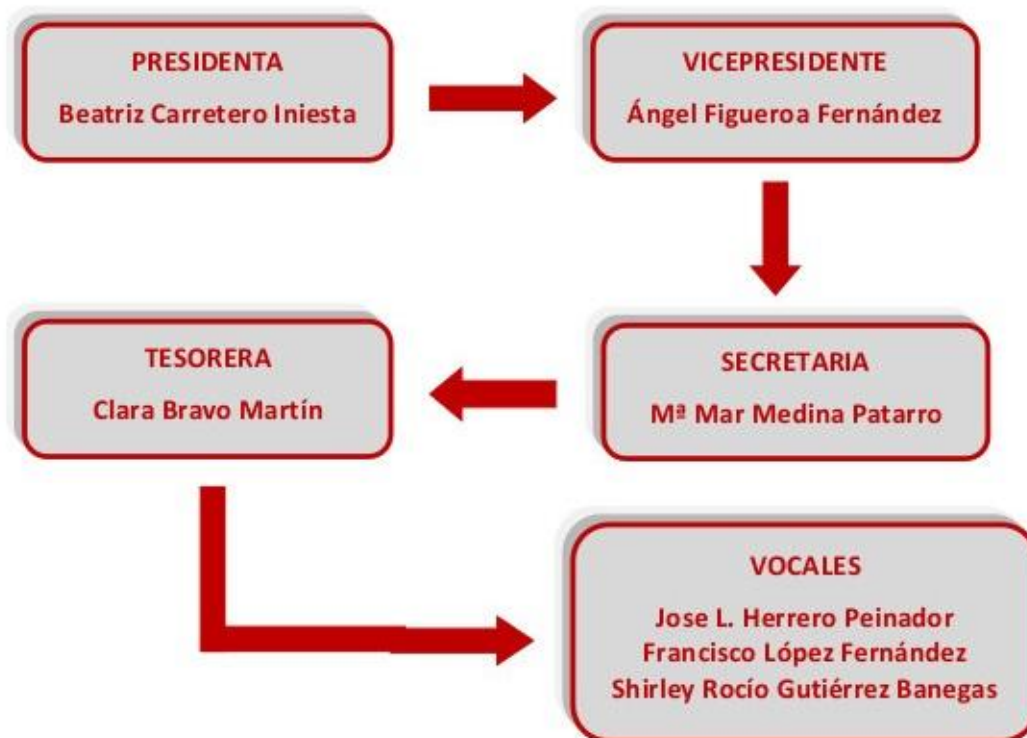 PRESIDENTA
Beatriz Carretero Iniesta
VICEPRESIDENTE
Ángel Figueroa Fernández
SECRETARIA
Mª Mar Medina Patarro
TESORERA
Clara Bravo Martín
VOCALES
Jose L. Herrero Peinador
Francisco López Fernández
Shirley Rocío Gutiérrez Banegas